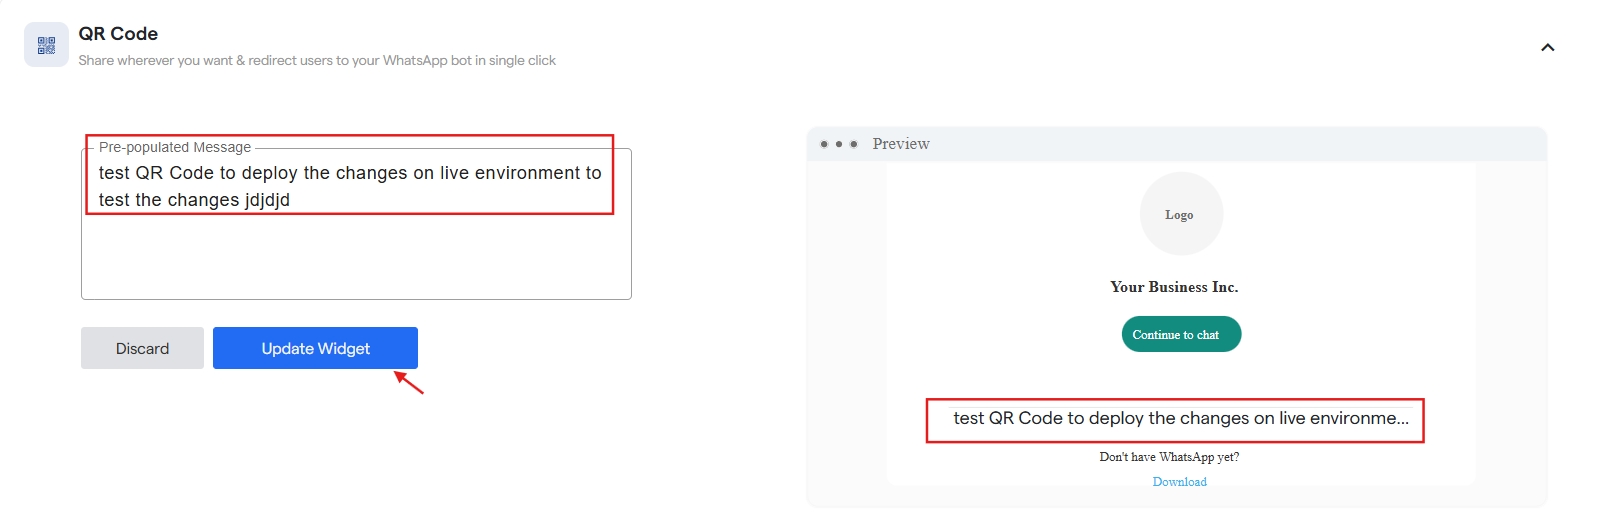 QR Code
Share wherever you want & redirect users to your WhatsApp bot in single click
Pre-populated Message
test QR Code to deploy the changes on live environment to
test the changes jdjdjd
Discard
Update Widget
Preview
Logo
Your Business Inc.
Continue to chat
test QR Code to deploy the changes on live environme...
Don't have WhatsApp yet?
Download